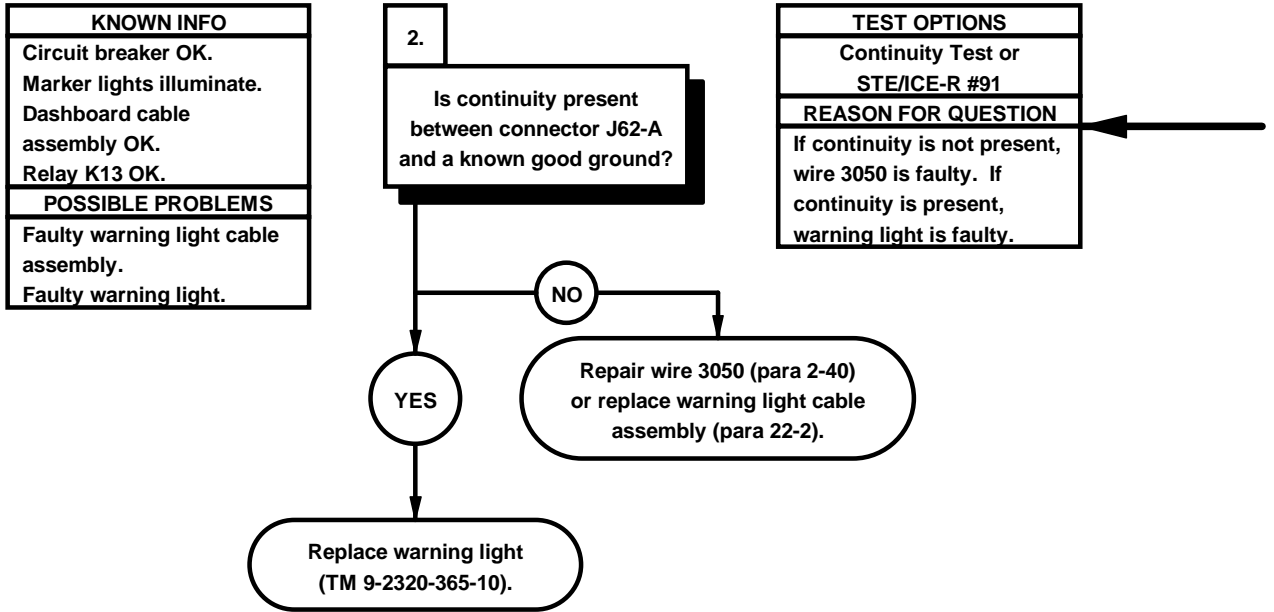 KNOWN INFO
Circuit breaker OK.
Marker lights illuminate.
Dashboard cable
assembly OK.
Relay K13 OK.
POSSIBLE PROBLEMS
Faulty warning light cable
assembly.
Faulty warning light.
2.
Is continuity present
between connector J62-A
and a known good ground?
TEST OPTIONS
Continuity Test or
STE/ICE-R #91
REASON FOR QUESTION
If continuity is not present,
wire 3050 is faulty.  If
continuity is present,
warning light is faulty.
NO
YES
Repair wire 3050 (para 2-40)
or replace warning light cable
assembly (para 22-2).
Replace warning light
(TM 9-2320-365-10).